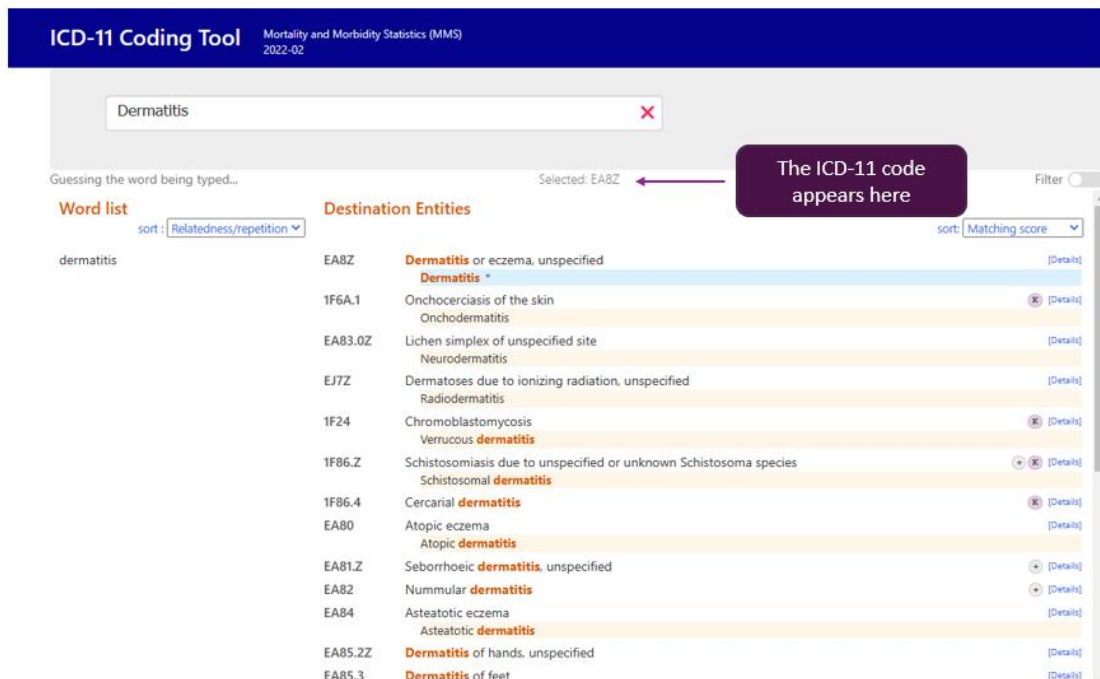 ICD-11 Coding Tool Mortality and Morbidity Statistics (MMS)
2022-02
Dermatitis
The ICD-11 code
appears here
Guessing the word being typed... Selected: EA8Z Filter
Word list Destination Entities
sort : Relatedness/repetition sort: Matching score
dermatitis EA8Z Dermatitis or eczema, unspecified [Details]
Dermatitis *
1F6A.1 Onchocerciasis of the skin K [Details]
Onchodermatitis
EA83.0Z Lichen simplex of unspecified site [Details]
Neurodermatitis
EJ7Z Dermatoses due to ionizing radiation, unspecified [Details]
Radiodermatitis
1F24 Chromoblastomycosis K [Details]
Verrucous dermatitis
1F86.Z Schistosomiasis due to unspecified or unknown Schistosoma species + K [Details]
Schistosomal dermatitis
1F86.4 Cercarial dermatitis K [Details]
EA80 Atopic eczema [Details]
Atopic dermatitis
EA81.Z Seborrhoeic dermatitis, unspecified + [Details]
EA82 Nummular dermatitis + [Details]
EA84 Asteatotic eczema [Details]
Asteatotic dermatitis
EA85.2Z Dermatitis of hands, unspecified [Details]
EA85.3 Dermatitis of feet [Details]